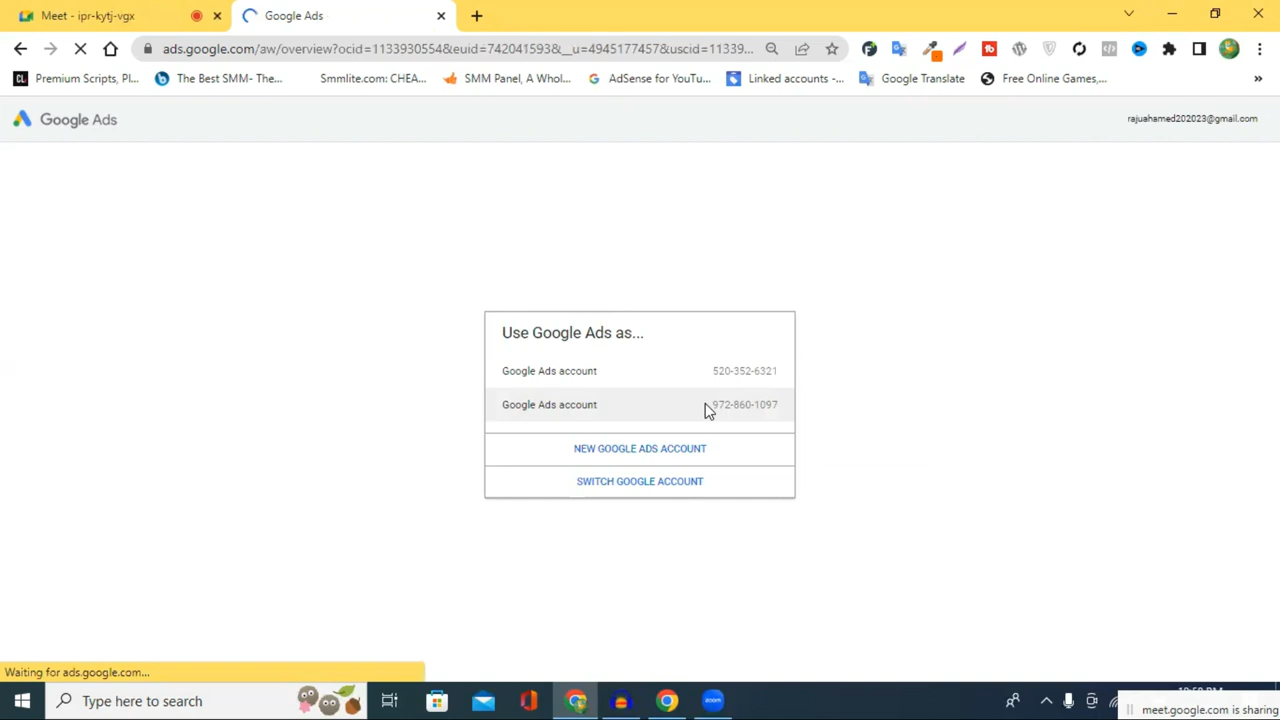 Meet - ipr-kytj-vgx
Google Ads
ads.google.com/aw/overview?ocid=1133930554&euid=742041593&__u=4945177457&uscid=11339...
Premium Scripts, Pl...
The Best SMM- The...
Smmlite.com: CHEA...
SMM Panel, A Whol...
AdSense for YouTu...
Linked accounts -...
Google Translate
Free Online Games,...
Google Ads
rajuahamed202023@gmail.com
Use Google Ads as...
Google Ads account 520-352-6321
Google Ads account 972-860-1097
NEW GOOGLE ADS ACCOUNT
SWITCH GOOGLE ACCOUNT
Waiting for ads.google.com...
Type here to search
zoom
meet.google.com is sharing